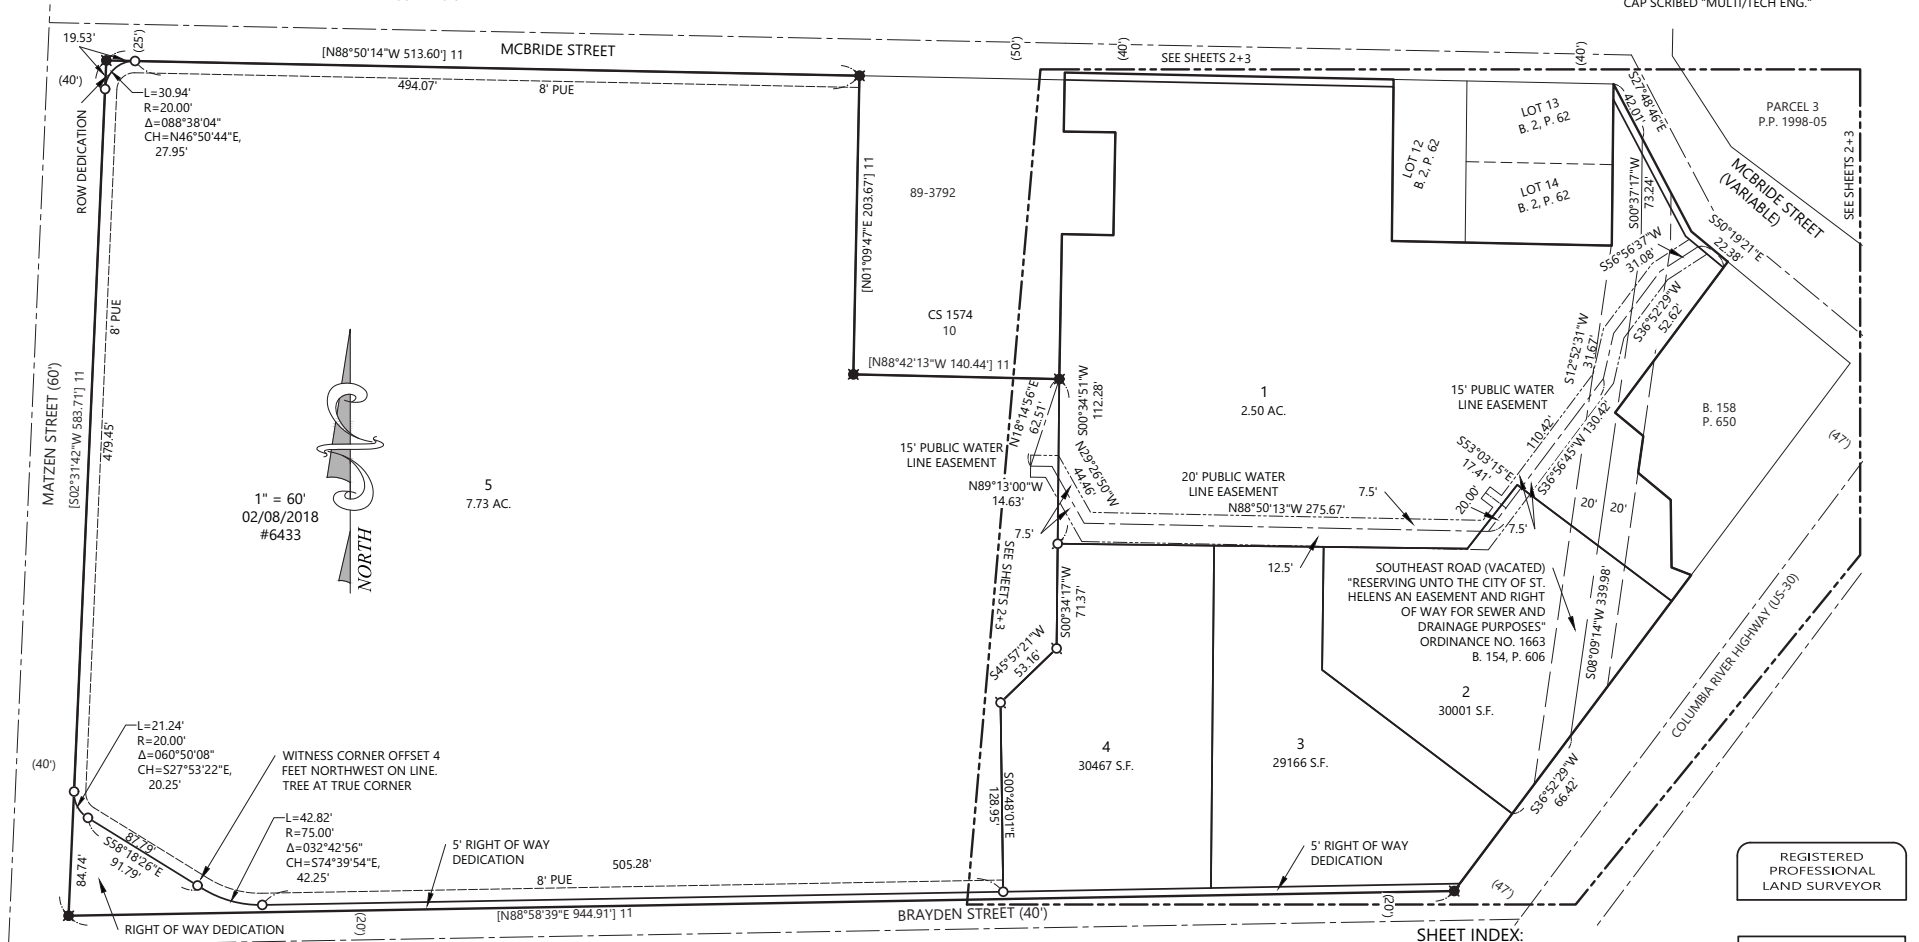 CAP SCRIBED "MULTI/TECH ENG."
19.53'
(25')
[N88°50'14"W 513.60'] 11
MCBRIDE STREET
(50')
(40')
SEE SHEETS 2+3
(40')
(40')
L=30.94'
R=20.00'
Δ=088°38'04"
CH=N46°50'44"E,
27.95'
494.07'
8' PUE
S27°48'46"E
42.01'
PARCEL 3
P.P. 1998-05
SEE SHEETS 2+3
LOT 13
B. 2, P. 62
LOT 12
B. 2, P. 62
LOT 14
B. 2, P. 62
ROW DEDICATION
[N01°09'47"E 203.67'] 11
89-3792
S00°37'17"W
73.24'
MCBRIDE STREET
(VARIABLE)
S50°19'21"E
22.38'
S56°56'37"W
31.08'
8' PUE
CS 1574
10
[N88°42'13"W 140.44'] 11
S36°52'29"W
52.62'
S12°52'31"W
31.67'
MATZEN STREET (60')
[S02°31'42"W 583.71'] 11
479.45'
1
2.50 AC.
N18°14'56"E
62.51'
S00°34'51"W
112.28'
15' PUBLIC WATER
LINE EASEMENT
B. 158
P. 650
(47')
110.42'
S36°56'45"W 130.42'
15' PUBLIC WATER
LINE EASEMENT
N29°26'50"W
44.46'
S53°03'15"E
17.41'
1" = 60'
02/08/2018
#6433
NORTH
5
7.73 AC.
N89°13'00"W
14.63'
20' PUBLIC WATER
LINE EASEMENT
N88°50'13"W 275.67'
7.5'
20.00'
20'
20'
7.5'
7.5'
SEE SHEETS 2+3
12.5'
S00°34'17"W
71.37'
SOUTHEAST ROAD (VACATED)
"RESERVING UNTO THE CITY OF ST.
HELENS AN EASEMENT AND RIGHT
OF WAY FOR SEWER AND
DRAINAGE PURPOSES"
ORDINANCE NO. 1663
B. 154, P. 606
S08°09'14"W 339.98'
COLUMBIA RIVER HIGHWAY (US-30)
S45°57'21"W
53.16'
2
30001 S.F.
L=21.24'
R=20.00'
Δ=060°50'08"
CH=S27°53'22"E,
20.25'
(40')
WITNESS CORNER OFFSET 4
FEET NORTHWEST ON LINE.
TREE AT TRUE CORNER
4
30467 S.F.
3
29166 S.F.
S36°52'29"W
66.42'
S00°48'01"E
128.95'
L=42.82'
R=75.00'
Δ=032°42'56"
CH=S74°39'54"E,
42.25'
87.79'
S58°18'26"E
91.79'
84.74'
5' RIGHT OF WAY
DEDICATION
505.28'
8' PUE
5' RIGHT OF WAY
DEDICATION
REGISTERED
PROFESSIONAL
LAND SURVEYOR
(47')
(20')
[N88°58'39"E 944.91'] 11
BRAYDEN STREET (40')
(20')
RIGHT OF WAY DEDICATION
SHEET INDEX: